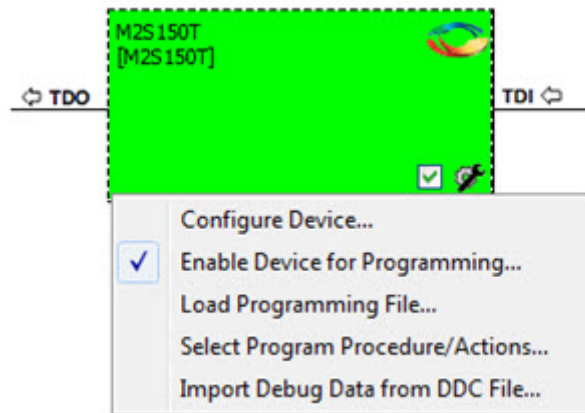 M2S150T
[M2S150T]
TDO
TDI
Configure Device...
Enable Device for Programming...
Load Programming File...
Select Program Procedure/Actions...
Import Debug Data from DDC File...